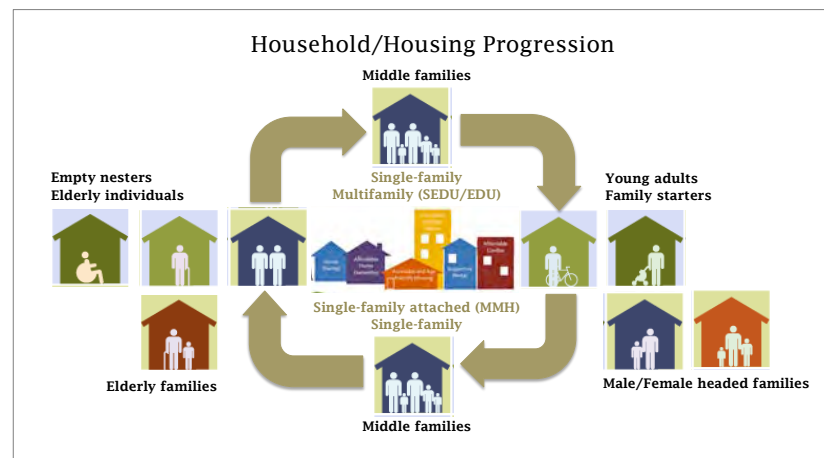 Household/Housing Progression
Middle families
Single-family
Multifamily (SEDU/EDU)
Empty nesters
Elderly individuals
Young adults
Family starters
Single-family attached (MMH)
Single-family
Elderly families
Male/Female headed families
Middle families